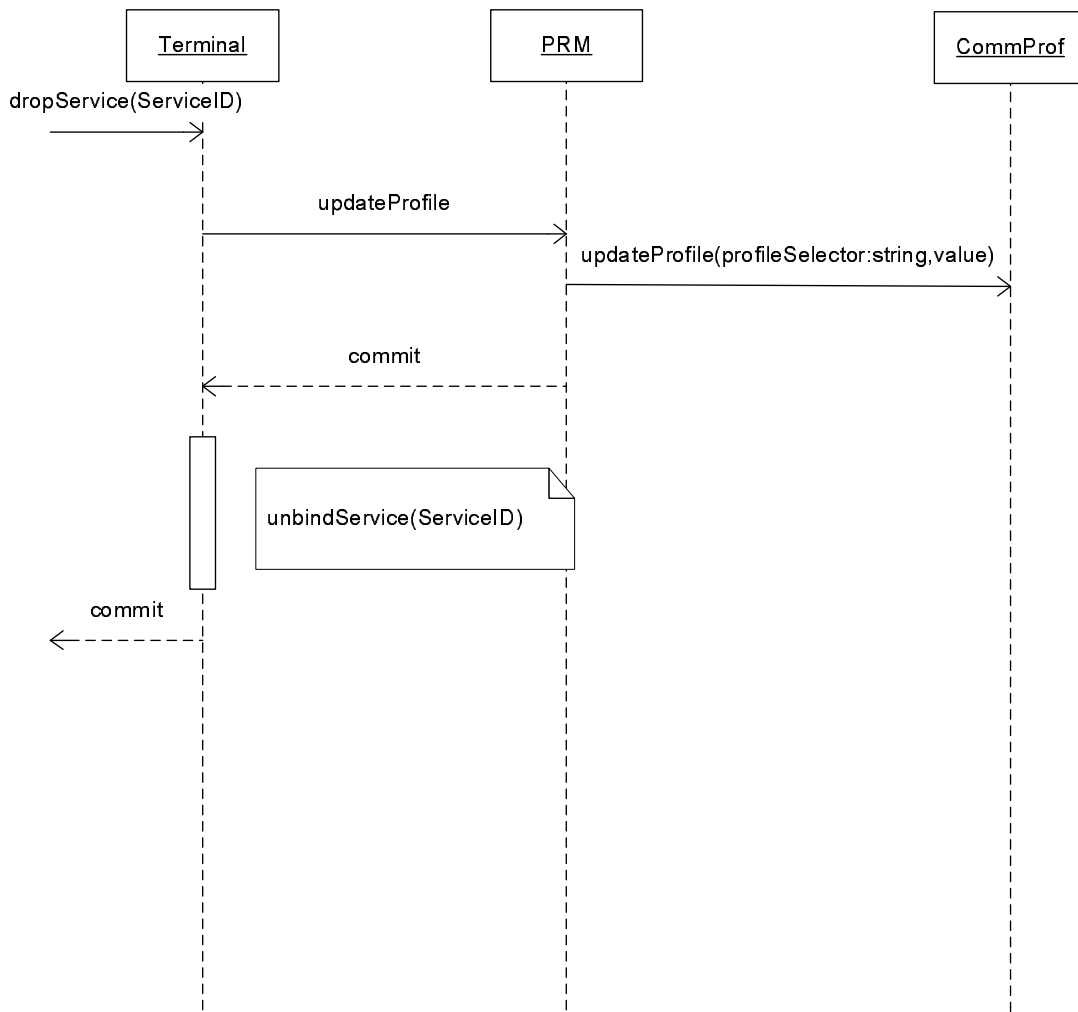 Terminal
PRM
CommProf
dropService(ServiceID)
updateProfile
updateProfile(profileSelector:string,value)
commit
unbindService(ServiceID)
commit